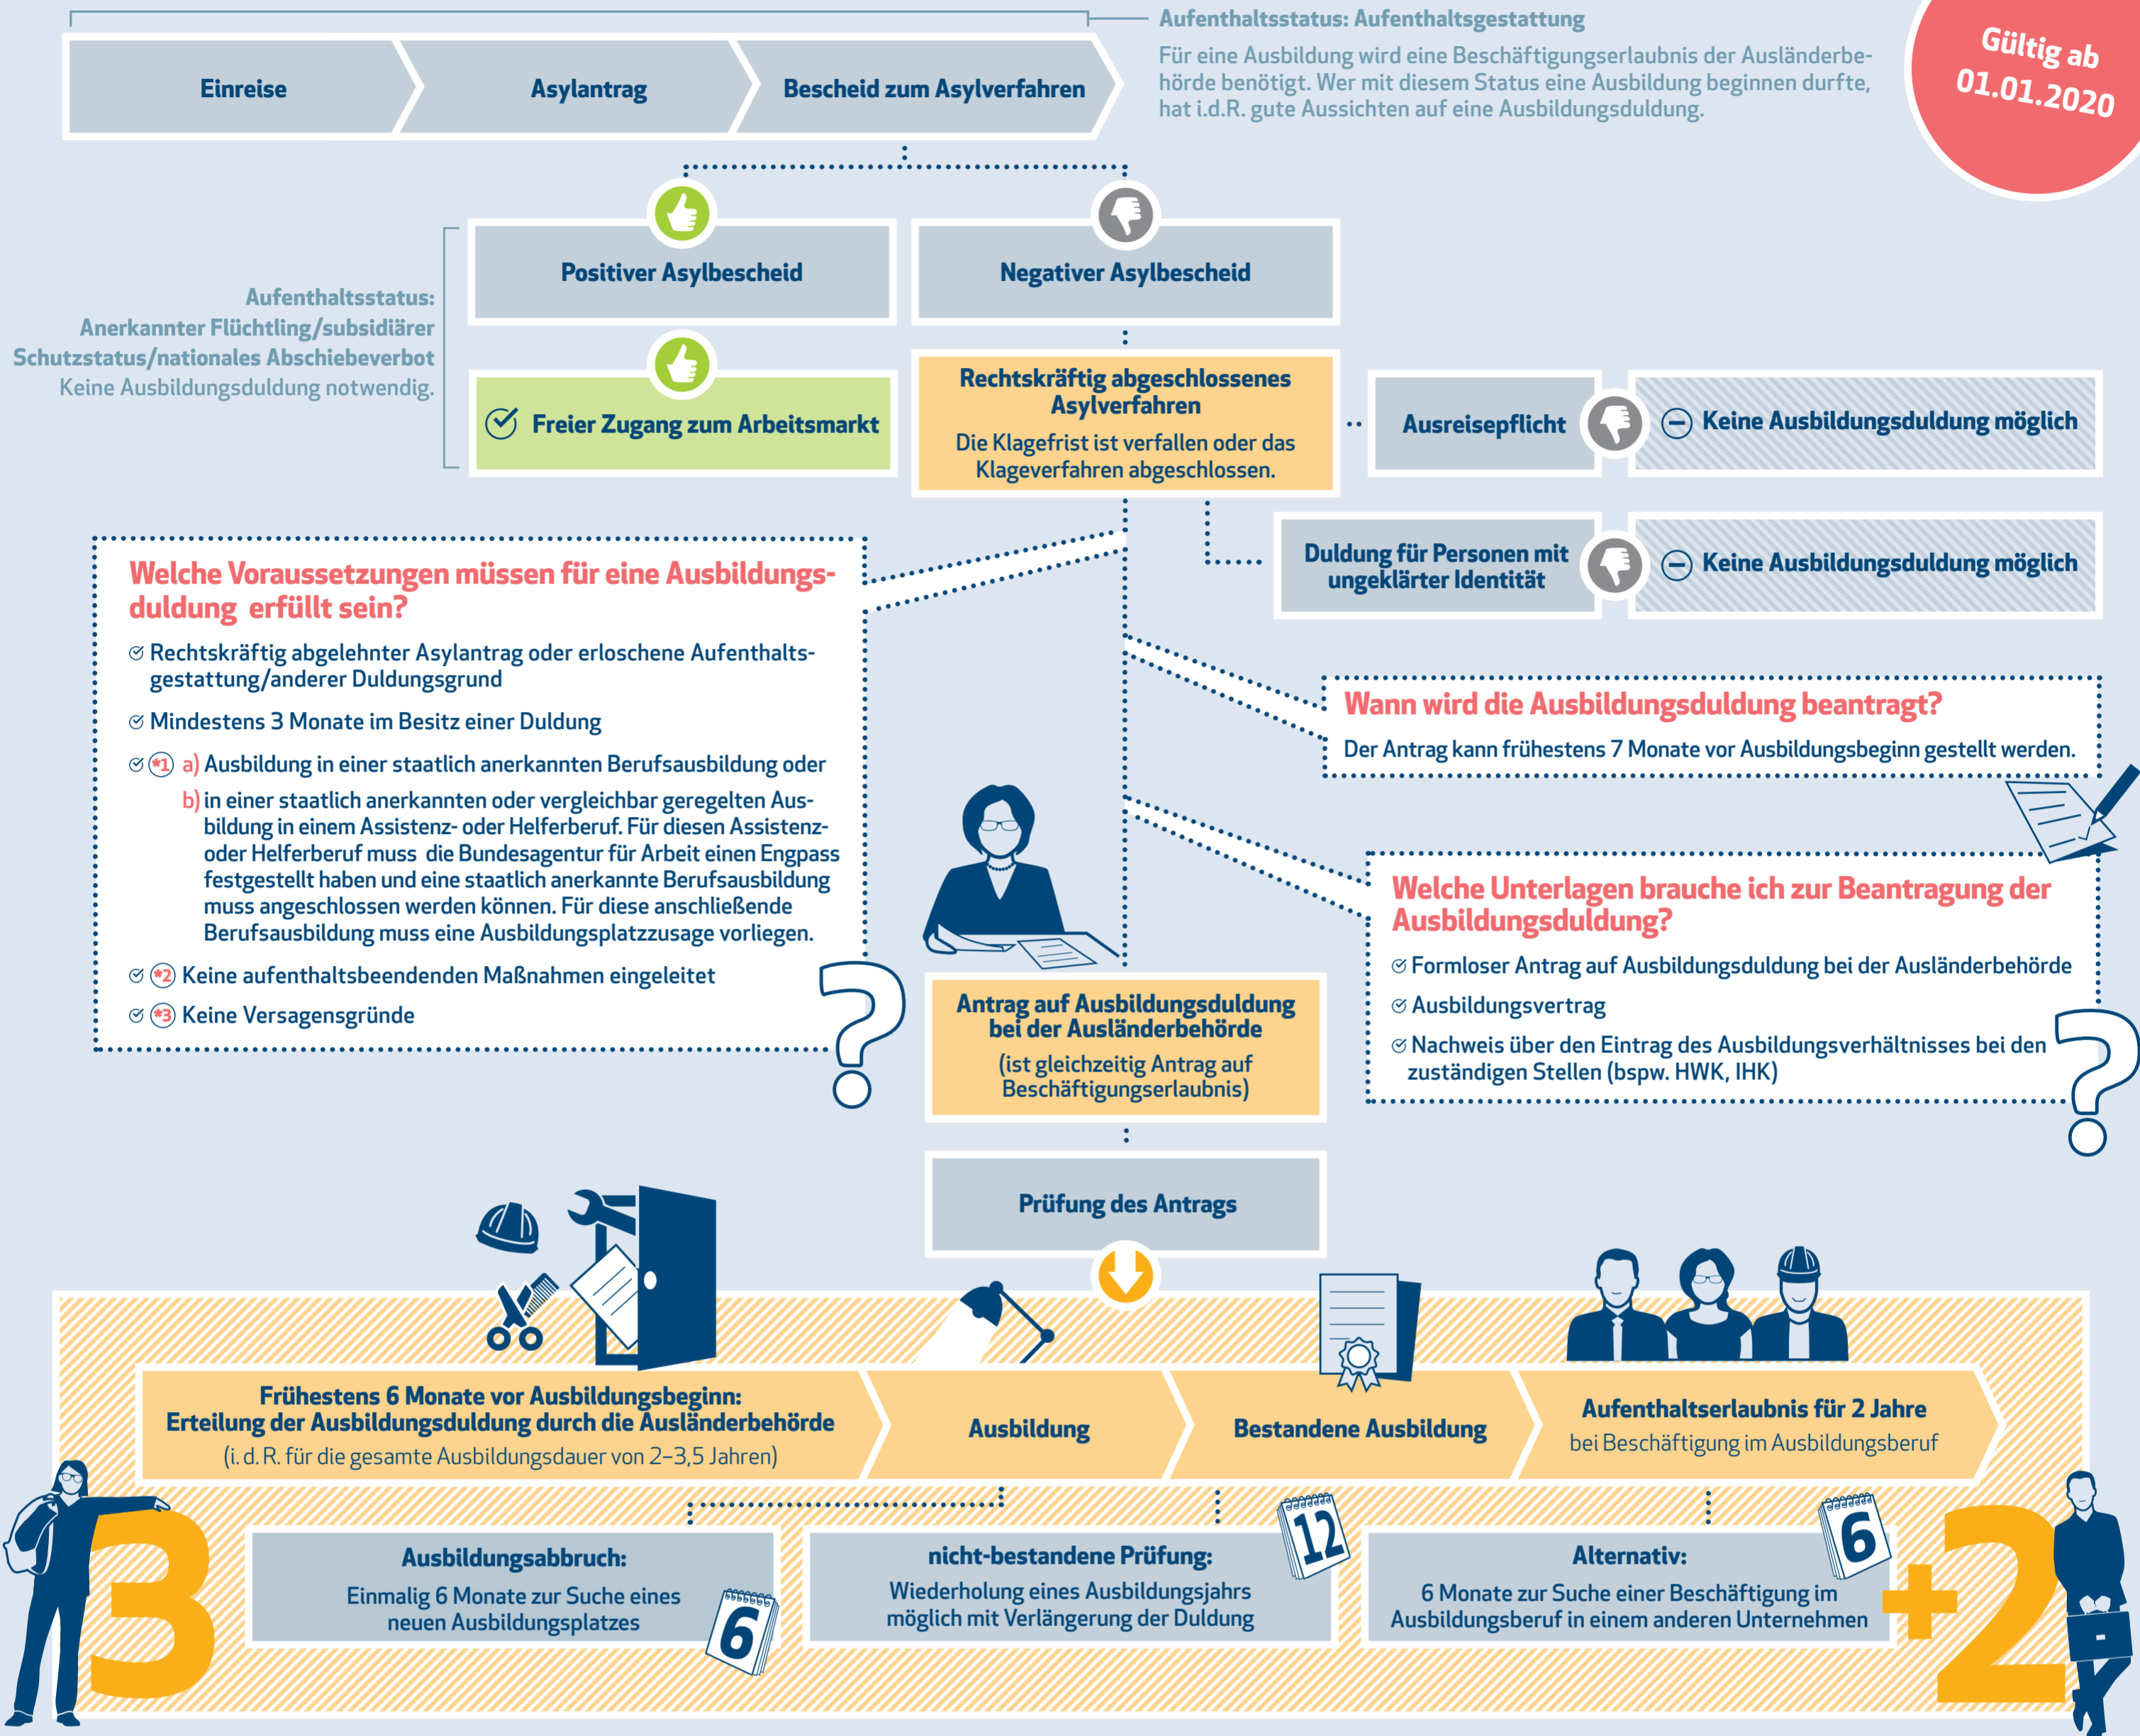 Aufenthaltsstatus: Aufenthaltsgestattung
Für eine Ausbildung wird eine Beschäftigungserlaubnis der Ausländerbe-
hörde benötigt. Wer mit diesem Status eine Ausbildung beginnen durfte,
hat i.d.R. gute Aussichten auf eine Ausbildungsduldung.
Gültig ab
01.01.2020
Einreise
Asylantrag
Bescheid zum Asylverfahren
Positiver Asylbescheid
Negativer Asylbescheid
Aufenthaltsstatus:
Anerkannter Flüchtling/subsidiärer
Schutzstatus/nationales Abschiebeverbot
Keine Ausbildungsduldung notwendig.
Freier Zugang zum Arbeitsmarkt
Rechtskräftig abgeschlossenes
Asylverfahren
Die Klagefrist ist verfallen oder das
Klageverfahren abgeschlossen.
Ausreisepflicht
Keine Ausbildungsduldung möglich
Duldung für Personen mit
ungeklärter Identität
Keine Ausbildungsduldung möglich
Welche Voraussetzungen müssen für eine Ausbildungs-
duldung erfüllt sein?
Rechtskräftig abgelehnter Asylantrag oder erloschene Aufenthalts-
gestattung/anderer Duldungsgrund
Mindestens 3 Monate im Besitz einer Duldung
*1 a) Ausbildung in einer staatlich anerkannten Berufsausbildung oder
b) in einer staatlich anerkannten oder vergleichbar geregelten Aus-
bildung in einem Assistenz- oder Helferberuf. Für diesen Assistenz-
oder Helferberuf muss die Bundesagentur für Arbeit einen Engpass
festgestellt haben und eine staatlich anerkannte Berufsausbildung
muss angeschlossen werden können. Für diese anschließende
Berufsausbildung muss eine Ausbildungsplatzzusage vorliegen.
*2 Keine aufenthaltsbeendenden Maßnahmen eingeleitet
*3 Keine Versagensgründe
?
Wann wird die Ausbildungsduldung beantragt?
Der Antrag kann frühestens 7 Monate vor Ausbildungsbeginn gestellt werden.
Welche Unterlagen brauche ich zur Beantragung der
Ausbildungsduldung?
Formloser Antrag auf Ausbildungsduldung bei der Ausländerbehörde
Ausbildungsvertrag
Nachweis über den Eintrag des Ausbildungsverhältnisses bei den
zuständigen Stellen (bspw. HWK, IHK)
?
Antrag auf Ausbildungsduldung
bei der Ausländerbehörde
(ist gleichzeitig Antrag auf
Beschäftigungserlaubnis)
Prüfung des Antrags
Frühestens 6 Monate vor Ausbildungsbeginn:
Erteilung der Ausbildungsduldung durch die Ausländerbehörde
(i. d. R. für die gesamte Ausbildungsdauer von 2–3,5 Jahren)
Ausbildung
Bestandene Ausbildung
Aufenthaltserlaubnis für 2 Jahre
bei Beschäftigung im Ausbildungsberuf
3
Ausbildungsabbruch:
Einmalig 6 Monate zur Suche eines
neuen Ausbildungsplatzes
6
nicht-bestandene Prüfung:
Wiederholung eines Ausbildungsjahrs
möglich mit Verlängerung der Duldung
12
Alternativ:
6 Monate zur Suche einer Beschäftigung im
Ausbildungsberuf in einem anderen Unternehmen
6
+2